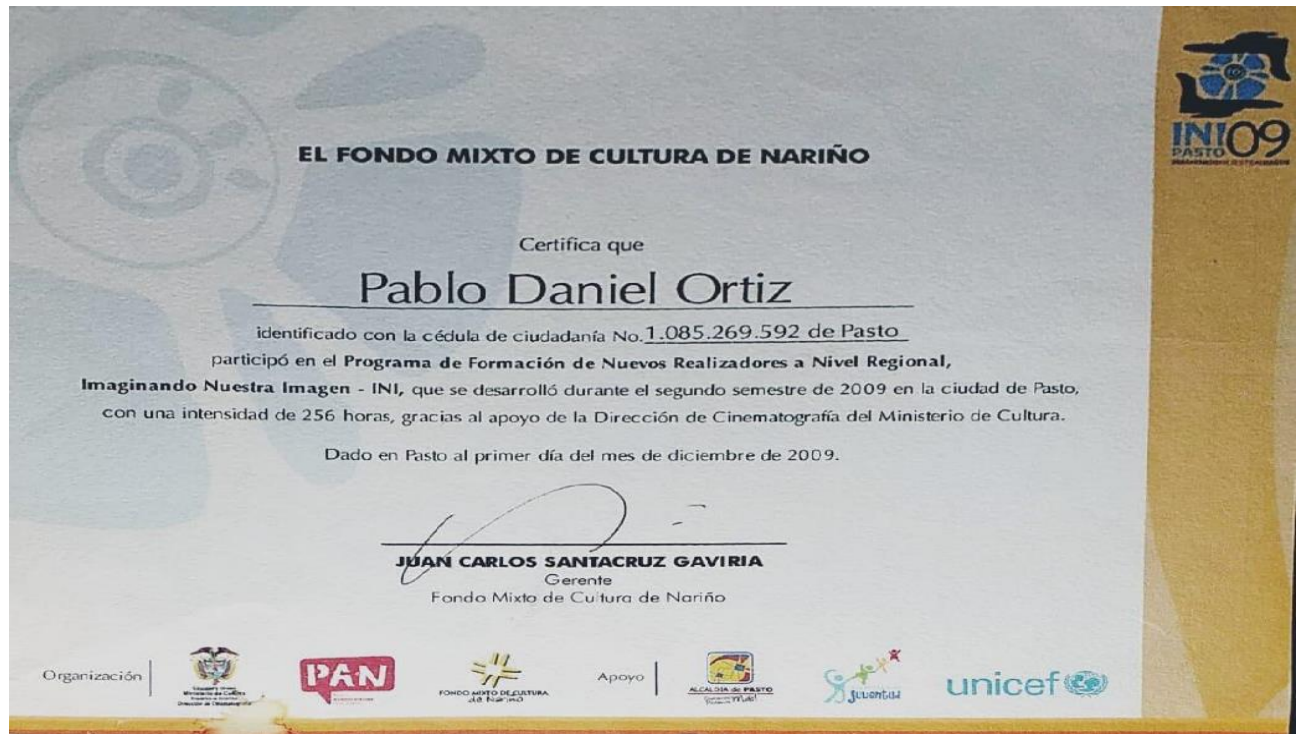 INI09
PASTO
EL FONDO MIXTO DE CULTURA DE NARIÑO
Certifica que
Pablo Daniel Ortiz
identificado con la cédula de ciudadanía No. 1.085.269.592 de Pasto
participó en el Programa de Formación de Nuevos Realizadores a Nivel Regional,
Imaginando Nuestra Imagen - INI, que se desarrolló durante el segundo semestre de 2009 en la ciudad de Pasto,
con una intensidad de 256 horas, gracias al apoyo de la Dirección de Cinematografía del Ministerio de Cultura.
Dado en Pasto al primer día del mes de diciembre de 2009.
JUAN CARLOS SANTACRUZ GAVIRIA
Gerente
Fondo Mixto de Cultura de Nariño
Organización
Ministerio de Cultura
PAN
FONDO MIXTO DE CULTURA
de Nariño
Apoyo
ALCALDÍA de PASTO
Juventud
unicef